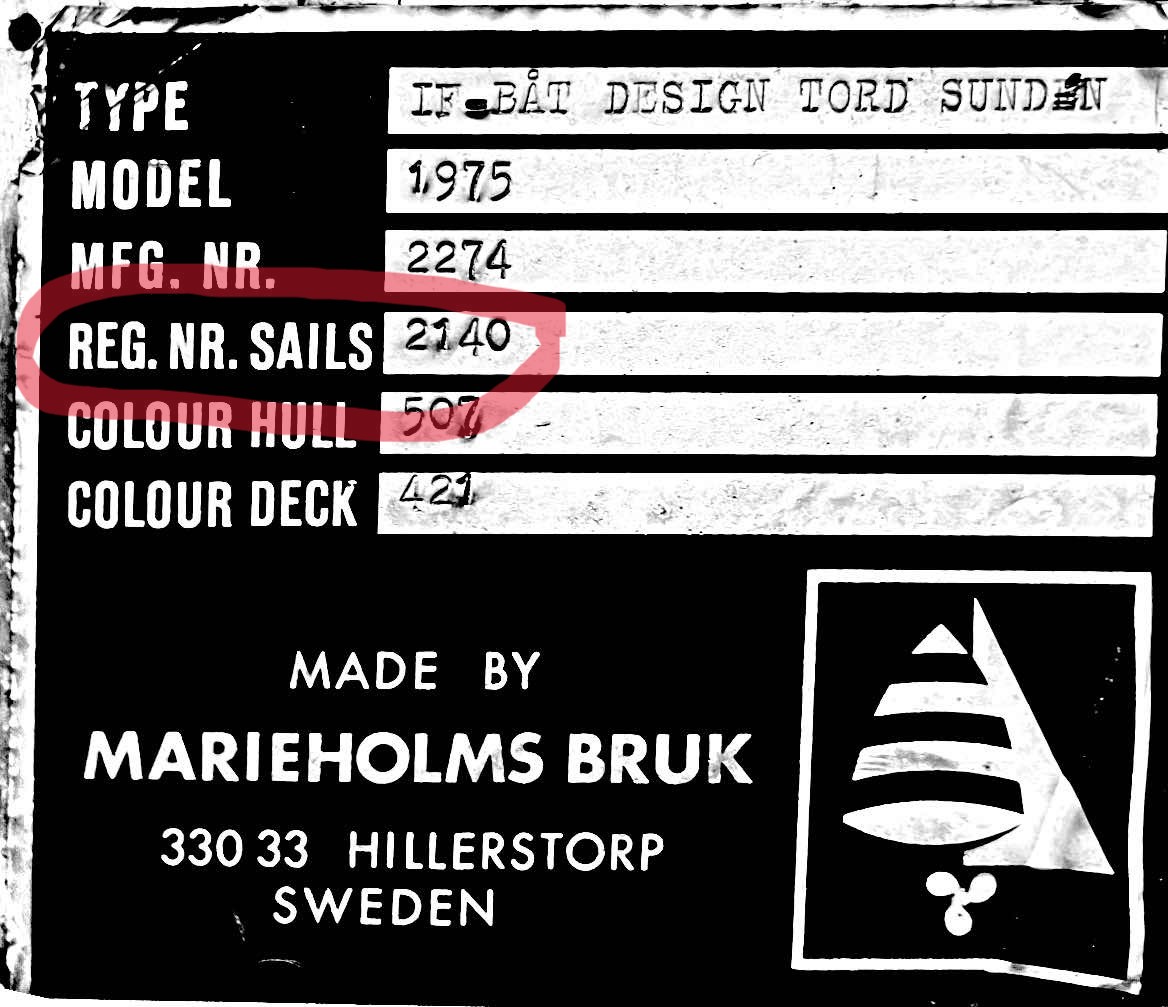 TYPE IF-BÅT DESIGN TORD SUNDÉN
MODEL 1975
MFG. NR. 2274
REG. NR. SAILS 2140
COLOUR HULL 507
COLOUR DECK 421
MADE BY
MARIEHOLMS BRUK
330 33 HILLERSTORP
SWEDEN